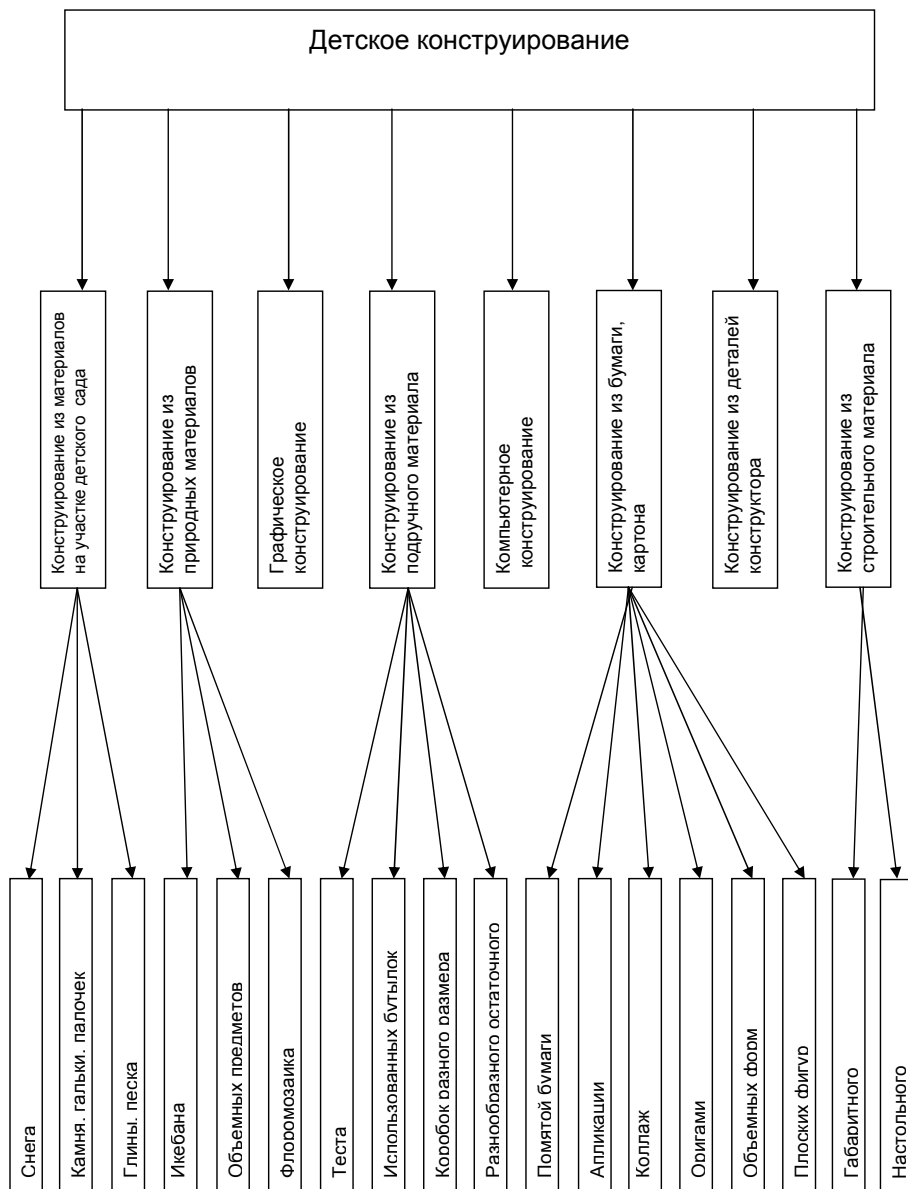 Детское конструирование
Конструирование из материалов
на участке детского сада
Конструирование из
природных материалов
Графическое
конструирование
Конструирование из
подручного материала
Компьютерное
конструирование
Конструирование из бумаги,
картона
Конструирование из деталей
конструктора
Конструирование из
строительного материала
Снега
Камня, гальки, палочек
Глины, песка
Икебана
Объемных предметов
Флоромозаика
Теста
Использованных бутылок
Коробок разного размера
Разнообразного остаточного
Помятой бумаги
Апликации
Коллаж
Оригами
Объемных форм
Плоских фигур
Габаритного
Настольного